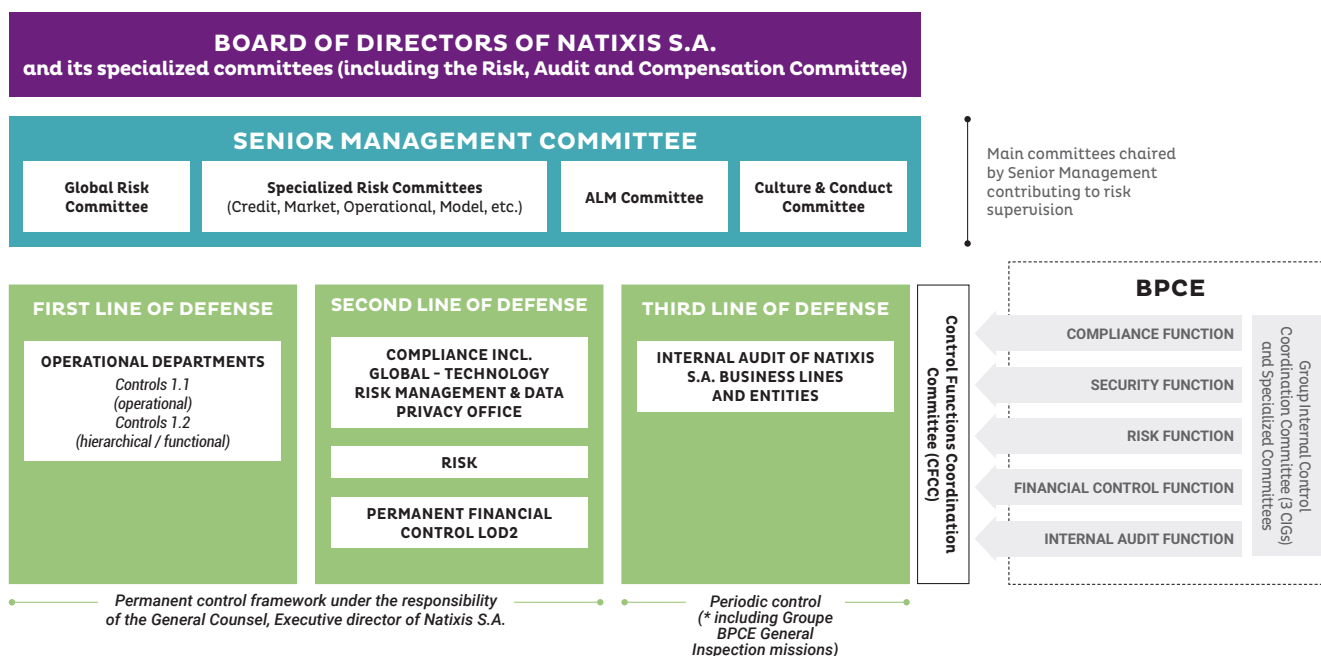 BOARD OF DIRECTORS OF NATIXIS S.A.
and its specialized committees (including the Risk, Audit and Compensation Committee)
SENIOR MANAGEMENT COMMITTEE
Global Risk
Committee
Specialized Risk Committees
(Credit, Market, Operational, Model, etc.)
ALM Committee
Culture & Conduct
Committee
Main committees chaired
by Senior Management
contributing to risk
supervision
FIRST LINE OF DEFENSE
OPERATIONAL DEPARTMENTS
Controls 1.1
(operational)
Controls 1.2
(hierarchical / functional)
SECOND LINE OF DEFENSE
COMPLIANCE INCL.
GLOBAL - TECHNOLOGY
RISK MANAGEMENT & DATA
PRIVACY OFFICE
RISK
PERMANENT FINANCIAL
CONTROL LOD2
THIRD LINE OF DEFENSE
INTERNAL AUDIT OF NATIXIS
S.A. BUSINESS LINES
AND ENTITIES
Control Functions Coordination
Committee (CFCC)
BPCE
COMPLIANCE FUNCTION
SECURITY FUNCTION
RISK FUNCTION
FINANCIAL CONTROL FUNCTION
INTERNAL AUDIT FUNCTION
Group Internal Control
Coordination Committee (3 CIGs)
and Specialized Committees
Permanent control framework under the responsibility
of the General Counsel, Executive director of Natixis S.A.
Periodic control
(* including Groupe
BPCE General
Inspection missions)